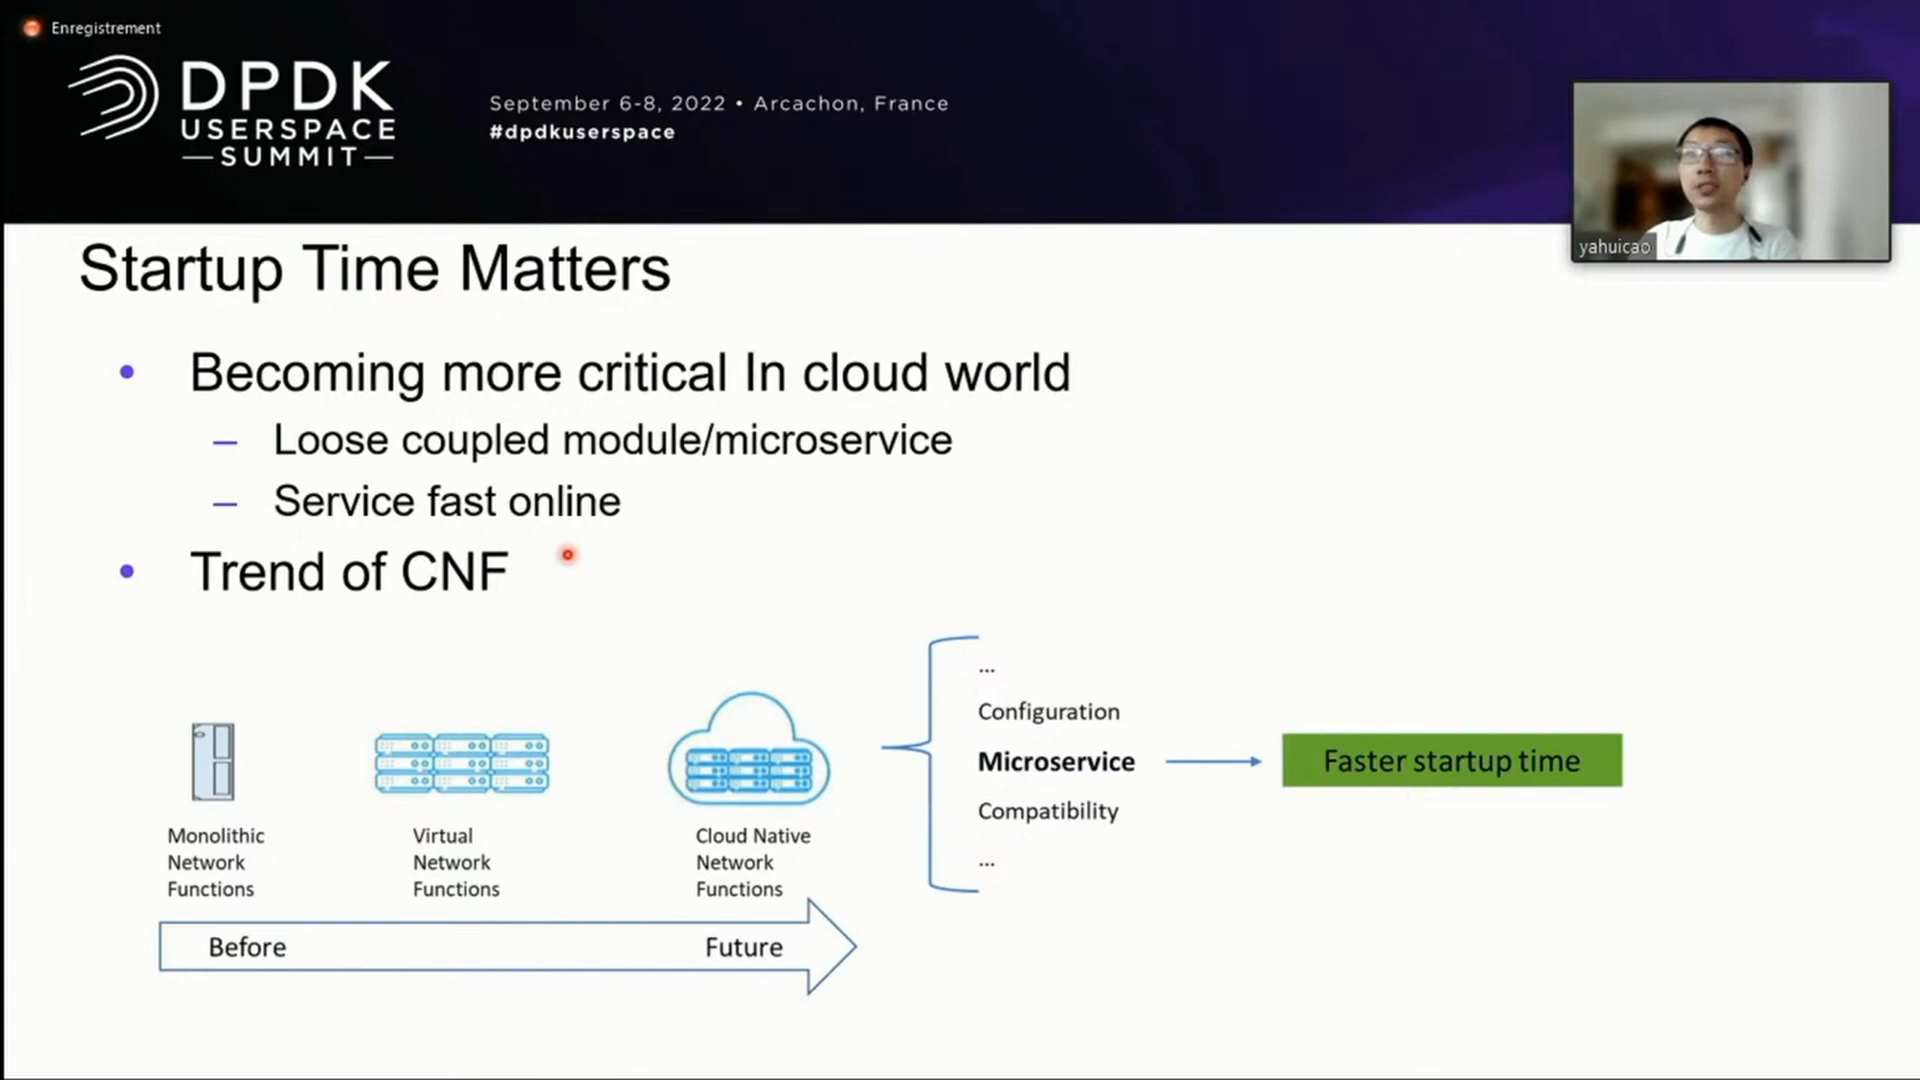 Enregistrement
DPDK
USERSPACE
SUMMIT
September 6-8, 2022 • Arcachon, France
#dpdkuserspace
yahuicao
Startup Time Matters
• Becoming more critical In cloud world
– Loose coupled module/microservice
– Service fast online
• Trend of CNF
...
Configuration
Microservice
Compatibility
...
Faster startup time
Monolithic
Network
Functions
Virtual
Network
Functions
Cloud Native
Network
Functions
Before
Future